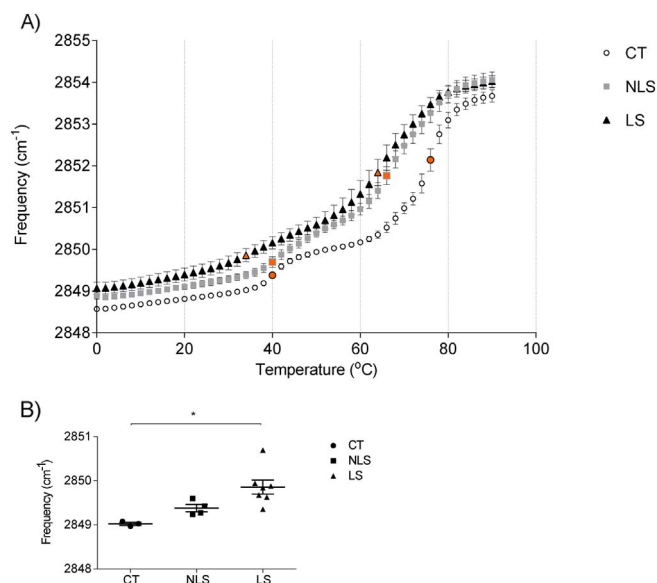 A)
2855
2854
2853
2852
2851
2850
2849
2848
Frequency (cm-1)
0
20
40
60
80
100
Temperature (oC)
CT
NLS
LS
B)
*
2851
2850
2849
2848
Frequency (cm-1)
CT
NLS
LS
CT
NLS
LS